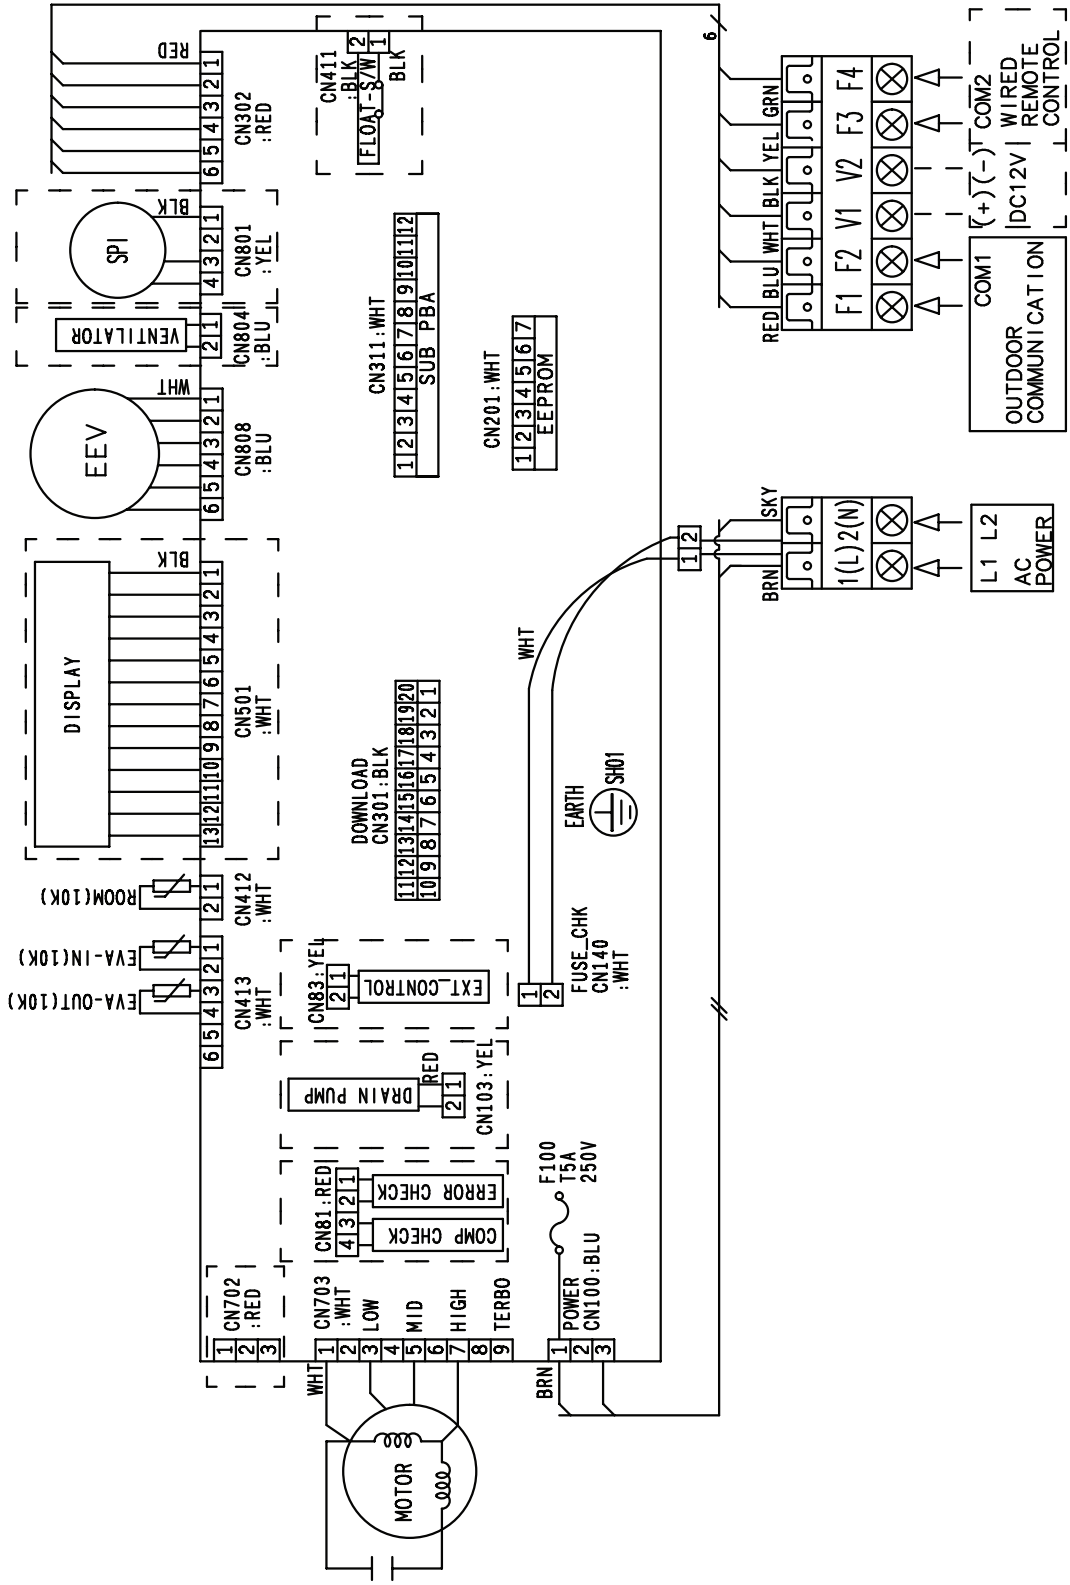 RED
1 2 3 4 5 6
CN302
:RED
CN411
:BLK
2 1
BLK
FLOAT-S/W
SPI
BLK
1 2 3 4
CN801
:YEL
VENTILATOR
1 2
CN804
:BLU
EEV
WHT
1 2 3 4 5 6
CN808
:BLU
DISPLAY
BLK
1 2 3 4 5 6 7 8 9 10 11 12 13
CN501
:WHT
ROOM(10K)
1 2
CN412
:WHT
EVA-IN(10K)
EVA-OUT(10K)
1 2 3 4 5 6
CN413
:WHT
CN311:WHT
1 2 3 4 5 6 7 8 9 10 11 12
SUB PBA
CN201:WHT
1 2 3 4 5 6 7
EEPROM
DOWNLOAD
CN301:BLK
11 12 13 14 15 16 17 18 19 20
10 9 8 7 6 5 4 3 2 1
EARTH
SH01
FUSE_CHK
CN140
:WHT
1 2
WHT
1 2
CN83:YEL
2 1
EXT_CONTROL
DRAIN PUMP
RED
2 1
CN103:YEL
CN81:RED
4 3 2 1
ERROR CHECK
COMP CHECK
F100
T5A
250V
POWER
CN100:BLU
1 2 3
BRN
CN702
:RED
1 2 3
CN703
:WHT
LOW
MID
HIGH
TERBO
1 2 3 4 5 6 7 8 9
WHT
MOTOR
6
RED BLU WHT BLK YEL GRN
F1 F2 V1 V2 F3 F4
COM1
OUTDOOR
COMMUNICATION
(+)(-)
DC12V
COM2
WIRED
REMOTE
CONTROL
BRN SKY
1(L) 2(N)
L1 L2
AC
POWER